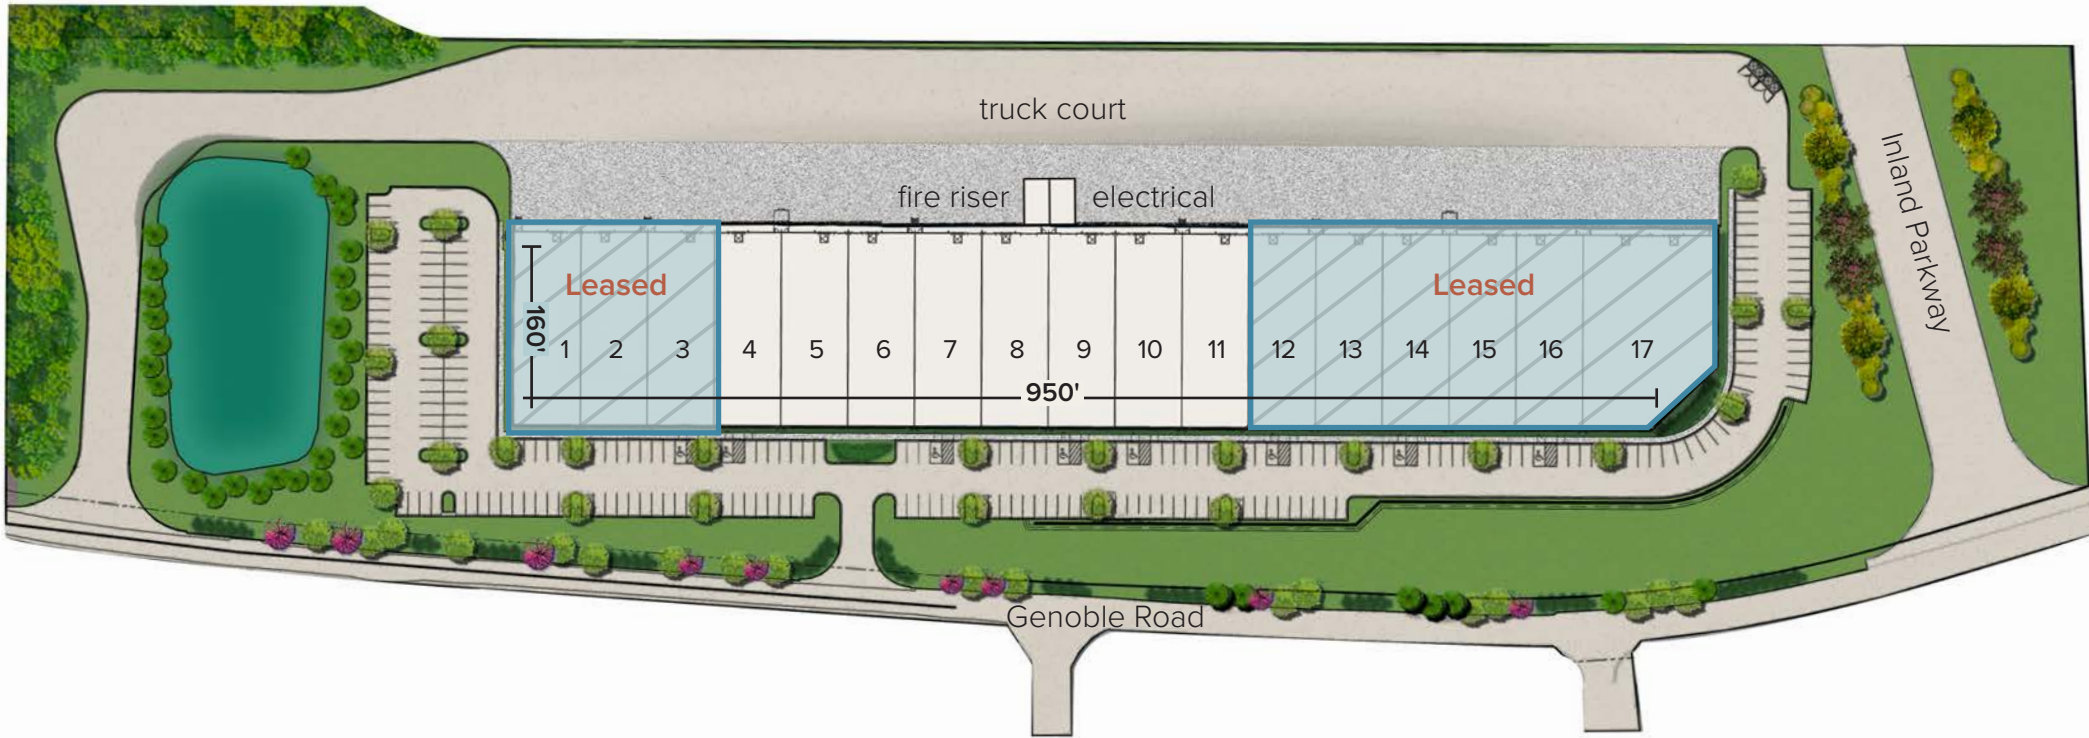 truck court
fire riser electrical
Inland Parkway
Leased Leased
160'
1 2 3 4 5 6 7 8 9 10 11 12 13 14 15 16 17
950'
Genoble Road